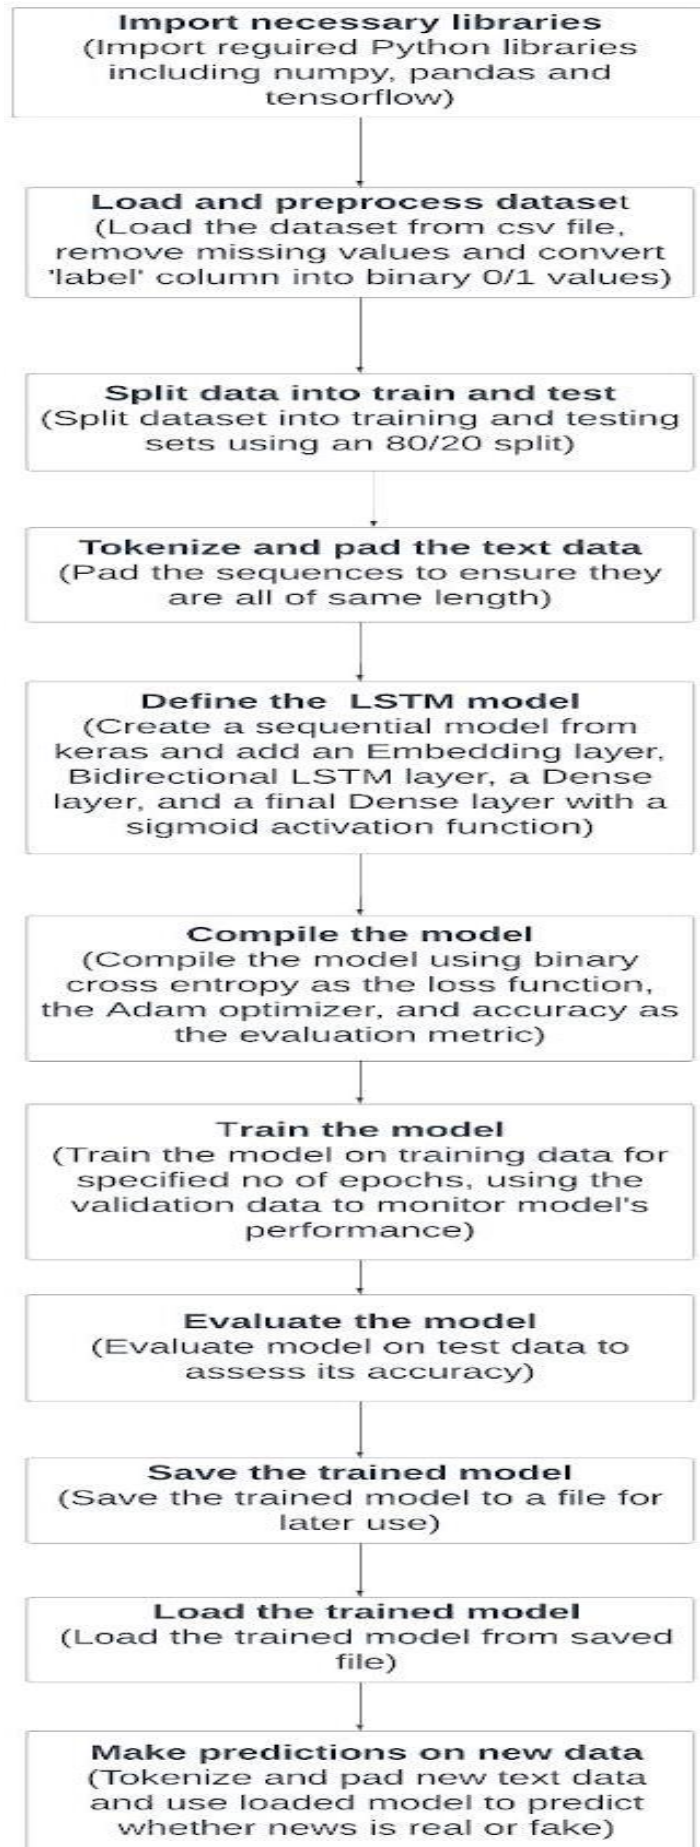 Import necessary libraries
(Import reguired Python libraries
including numpy, pandas and
tensorflow)
Load and preprocess dataset
(Load the dataset from csv file,
remove missing values and convert
'label' column into binary 0/1 values)
Split data into train and test
(Split dataset into training and testing
sets using an 80/20 split)
Tokenize and pad the text data
(Pad the sequences to ensure they
are all of same length)
Define the LSTM model
(Create a sequential model from
keras and add an Embedding layer,
Bidirectional LSTM layer, a Dense
layer, and a final Dense layer with a
sigmoid activation function)
Compile the model
(Compile the model using binary
cross entropy as the loss function,
the Adam optimizer, and accuracy as
the evaluation metric)
Train the model
(Train the model on training data for
specified no of epochs, using the
validation data to monitor model's
performance)
Evaluate the model
(Evaluate model on test data to
assess its accuracy)
Save the trained model
(Save the trained model to a file for
later use)
Load the trained model
(Load the trained model from saved
file)
Make predictions on new data
(Tokenize and pad new text data
and use loaded model to predict
whether news is real or fake)